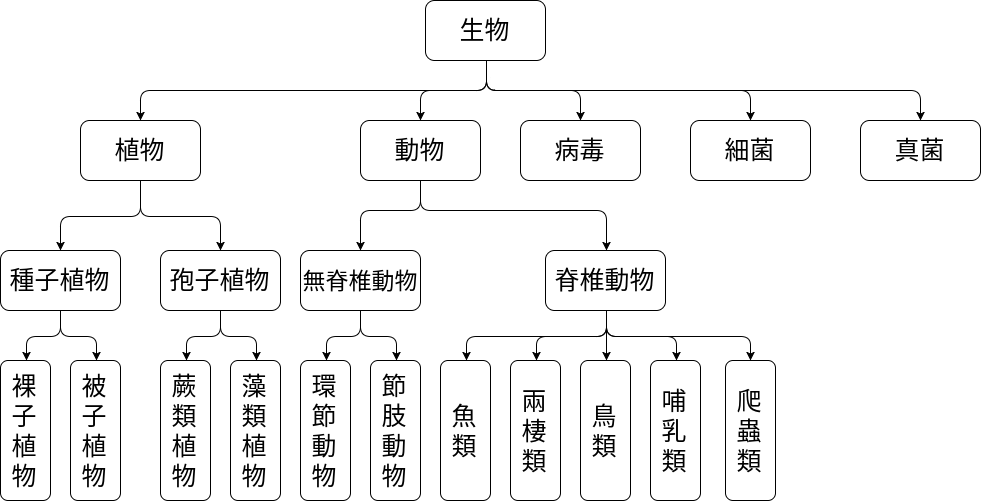 生物
植物
動物
病毒
細菌
真菌
種子植物
孢子植物
無脊椎動物
脊椎動物
裸子植物
被子植物
蕨類植物
藻類植物
環節動物
節肢動物
魚類
兩棲類
鳥類
哺乳類
爬蟲類